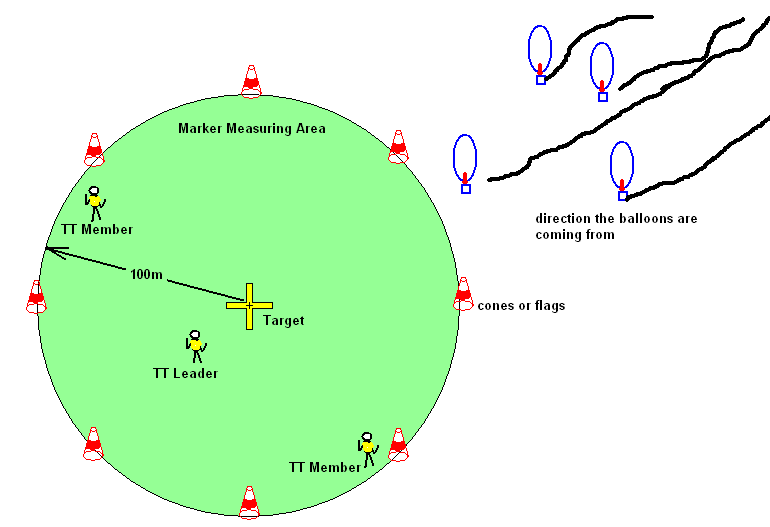 Marker Measuring Area
TT Member
direction the balloons are
coming from
100m
cones or flags
Target
TT Leader
TT Member